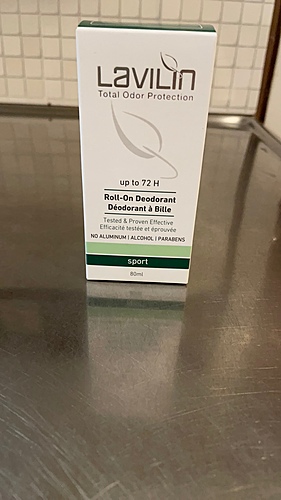 LAVILIN
Total Odor Protection
up to 72 H
Roll-On Deodorant
Déodorant à Bille
Tested & Proven Effective
Efficacité testée et éprouvée
NO ALUMINUM | ALCOHOL | PARABENS
sport
80ml